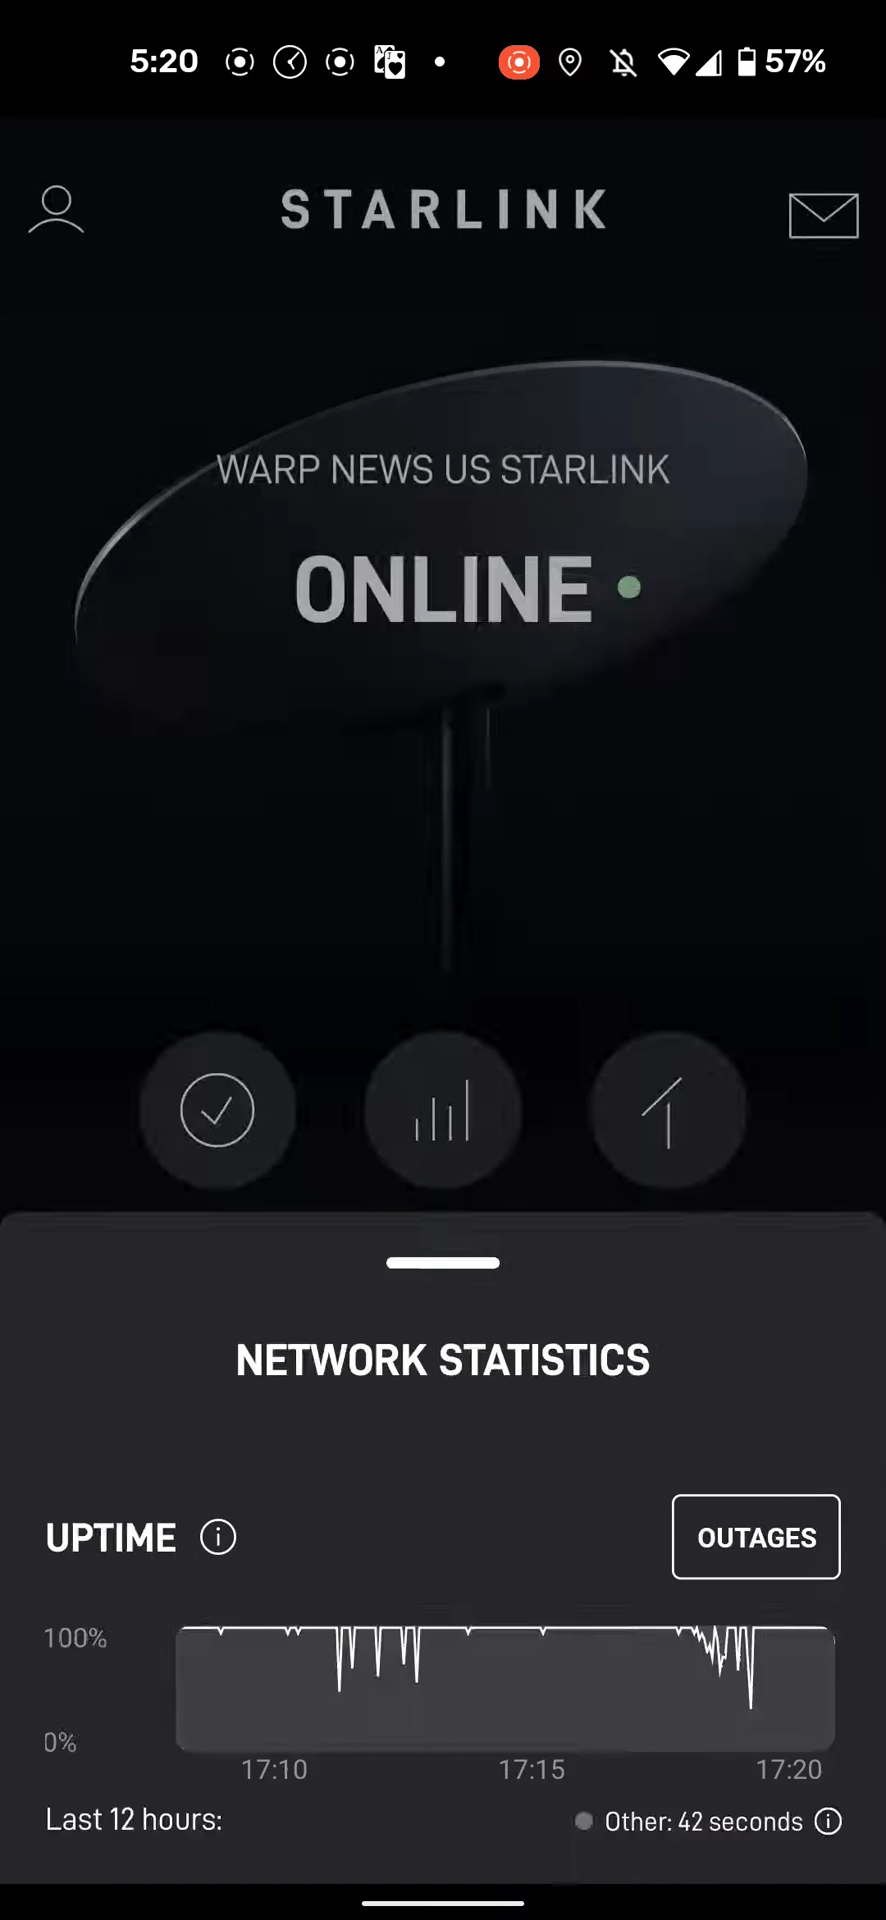 5:20
57%
STARLINK
WARP NEWS US STARLINK
ONLINE
NETWORK STATISTICS
UPTIME
OUTAGES
100%
0%
17:10 17:15 17:20
Last 12 hours:
Other: 42 seconds